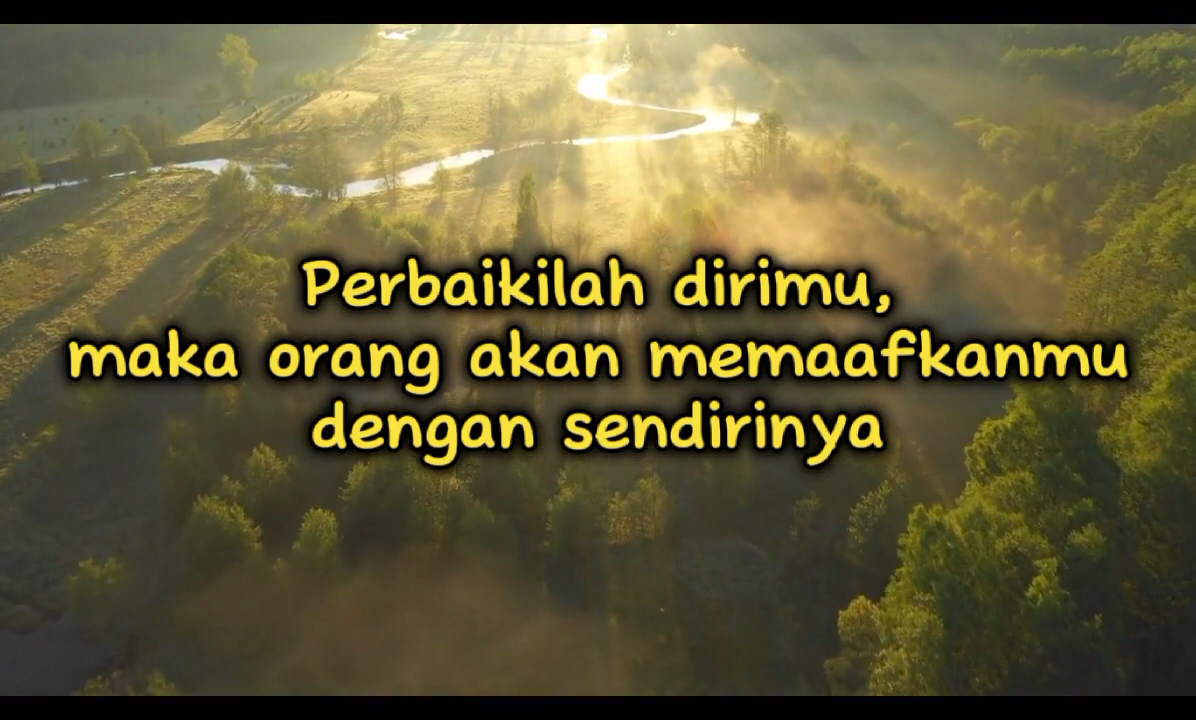 Perbaikilah dirimu,
maka orang akan memaafkanmu
dengan sendirinya